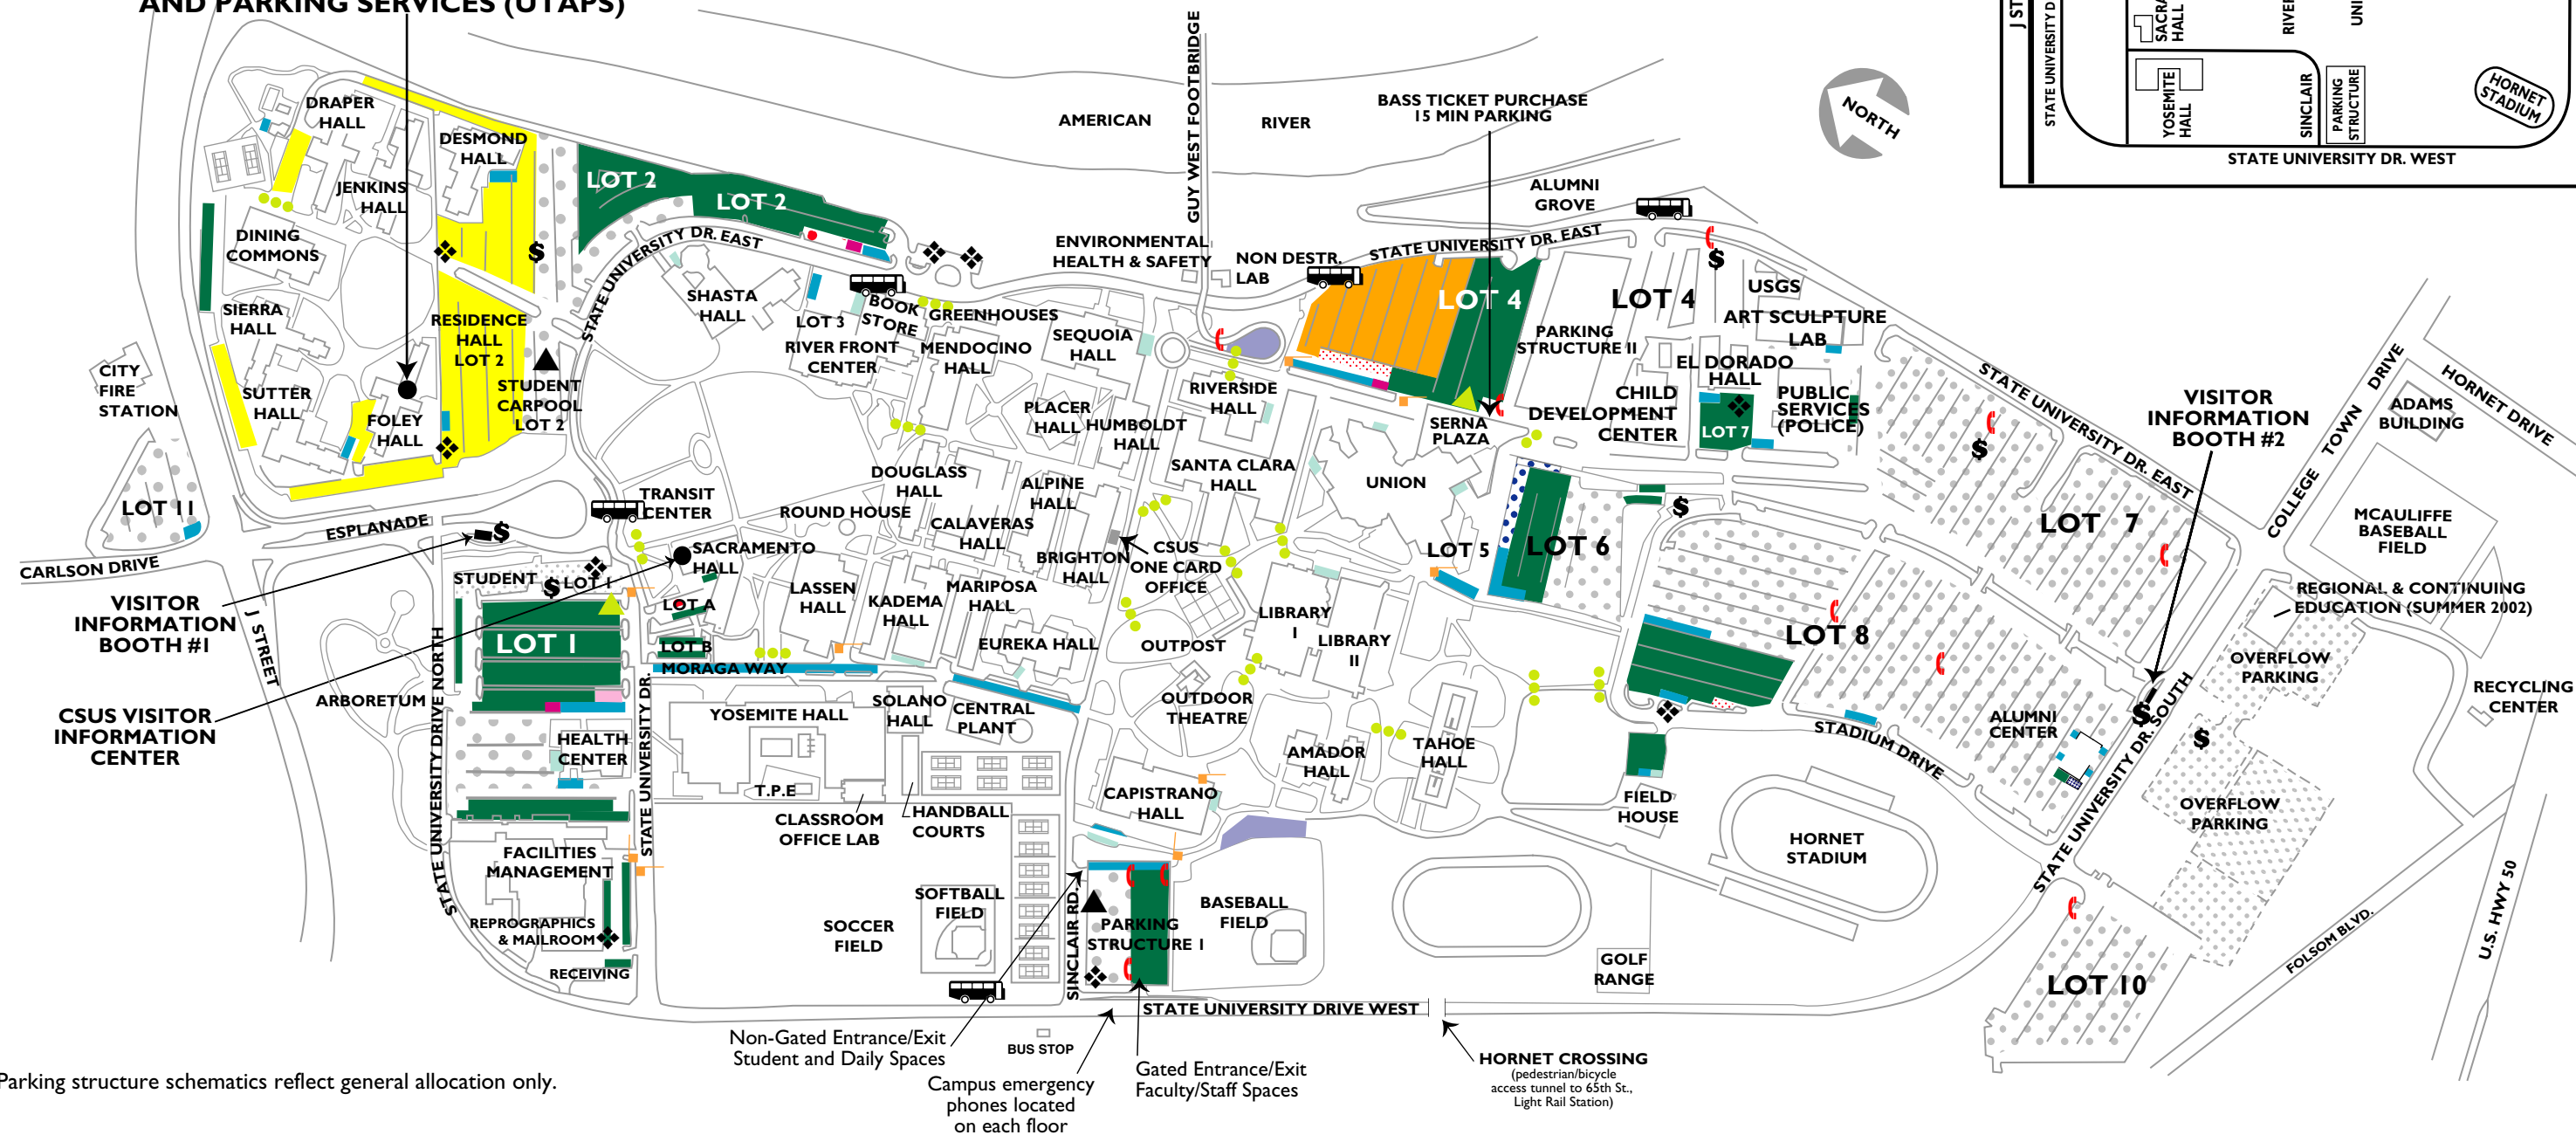 AND PARKING SERVICES (UTAPS)
DRAPER
HALL
DESMOND
HALL
JENKINS
HALL
DINING
COMMONS
SIERRA
HALL
RESIDENCE
HALL
LOT 2
SUTTER
HALL
FOLEY
HALL
STUDENT
CARPOOL
LOT 2
CITY
FIRE
STATION
LOT 11
CARLSON DRIVE
ESPLANADE
J STREET
VISITOR
INFORMATION
BOOTH #1
CSUS VISITOR
INFORMATION
CENTER
ARBORETUM
STATE UNIVERSITY DRIVE NORTH
LOT 2
LOT 2
STATE UNIVERSITY DR. EAST
SHASTA
HALL
LOT 3
BOOK
STORE
RIVER FRONT
CENTER
GREENHOUSES
MENDOCINO
HALL
SEQUOIA
HALL
ENVIRONMENTAL
HEALTH & SAFETY
AMERICAN
RIVER
GUY WEST FOOTBRIDGE
NON DESTR.
LAB
BASS TICKET PURCHASE
15 MIN PARKING
ALUMNI
GROVE
STATE UNIVERSITY DR. EAST
NORTH
LOT 4
LOT 4
PARKING
STRUCTURE II
USGS
ART SCULPTURE
LAB
EL DORADO
HALL
CHILD
DEVELOPMENT
CENTER
PUBLIC
SERVICES
(POLICE)
LOT 7
SERNA
PLAZA
RIVERSIDE
HALL
PLACER
HALL
HUMBOLDT
HALL
SANTA CLARA
HALL
UNION
DOUGLASS
HALL
ALPINE
HALL
ROUND HOUSE
CALAVERAS
HALL
BRIGHTON
HALL
CSUS
ONE CARD
OFFICE
TRANSIT
CENTER
SACRAMENTO
HALL
STUDENT
LOT 1
LOT A
LOT B
LOT 1
MORAGA WAY
LASSEN
HALL
KADEMA
HALL
MARIPOSA
HALL
EUREKA HALL
OUTPOST
LIBRARY
I
LIBRARY
II
LOT 5
LOT 6
LOT 7
LOT 8
STATE UNIVERSITY DR. EAST
VISITOR
INFORMATION
BOOTH #2
COLLEGE TOWN DRIVE
HORNET DRIVE
ADAMS
BUILDING
MCAULIFFE
BASEBALL
FIELD
REGIONAL & CONTINUING
EDUCATION (SUMMER 2002)
OVERFLOW
PARKING
RECYCLING
CENTER
OVERFLOW
PARKING
STATE UNIVERSITY DR. SOUTH
ALUMNI
CENTER
STADIUM DRIVE
HORNET
STADIUM
FIELD
HOUSE
LOT 10
FOLSOM BLVD.
U.S. HWY 50
HEALTH
CENTER
STATE UNIVERSITY DR.
YOSEMITE HALL
SOLANO
HALL
CENTRAL
PLANT
T.P.E
CLASSROOM
OFFICE LAB
HANDBALL
COURTS
OUTDOOR
THEATRE
AMADOR
HALL
TAHOE
HALL
CAPISTRANO
HALL
FACILITIES
MANAGEMENT
REPROGRAPHICS
& MAILROOM
RECEIVING
SOCCER
FIELD
SOFTBALL
FIELD
SINCLAIR RD.
PARKING
STRUCTURE 1
BASEBALL
FIELD
GOLF
RANGE
STATE UNIVERSITY DRIVE WEST
Non-Gated Entrance/Exit
Student and Daily Spaces
BUS STOP
Campus emergency
phones located
on each floor
Gated Entrance/Exit
Faculty/Staff Spaces
HORNET CROSSING
(pedestrian/bicycle
access tunnel to 65th St.,
Light Rail Station)
Parking structure schematics reflect general allocation only.
J ST
STATE UNIVERSITY D
SACRA
HALL
RIVER
UNI
YOSEMITE
HALL
SINCLAIR
PARKING
STRUCTURE
HORNET
STADIUM
STATE UNIVERSITY DR. WEST